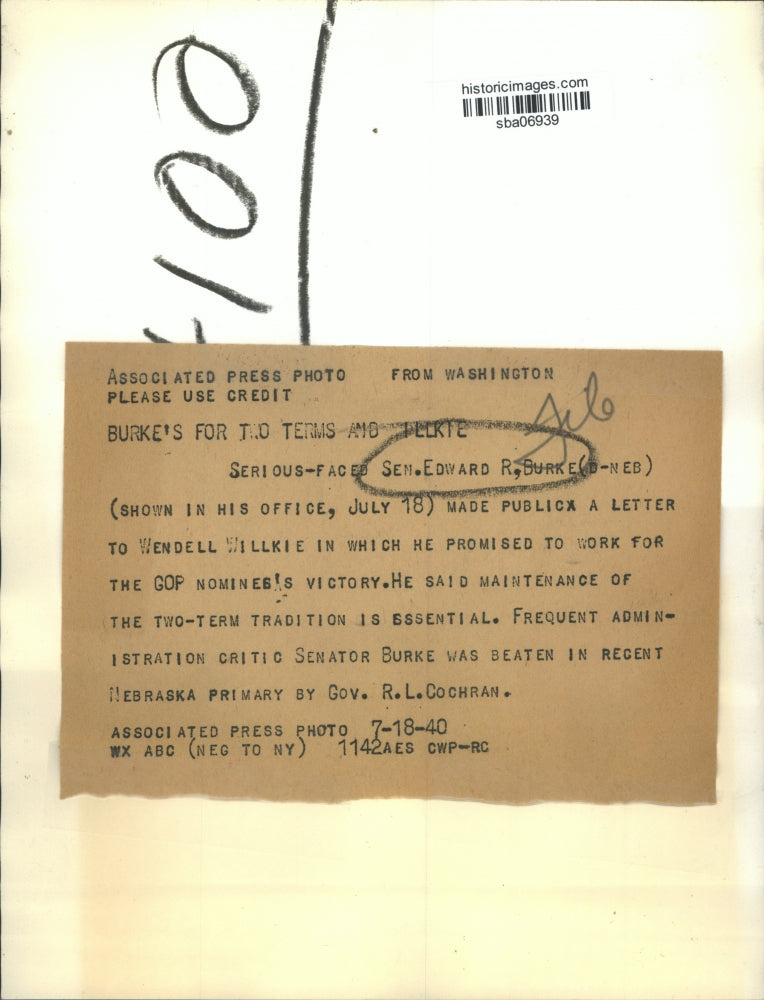 historicimages.com
sba06939
100
ASSOCIATED PRESS PHOTO FROM WASHINGTON
PLEASE USE CREDIT
BURKE'S FOR TWO TERMS AND WILLKIE
SERIOUS-FACED SEN.EDWARD R,BURKE(D-NEB)
(SHOWN IN HIS OFFICE, JULY 18) MADE PUBLICX A LETTER
TO WENDELL WILLKIE IN WHICH HE PROMISED TO WORK FOR
THE GOP NOMINEE'S VICTORY.HE SAID MAINTENANCE OF
THE TWO-TERM TRADITION IS ESSENTIAL. FREQUENT ADMIN-
ISTRATION CRITIC SENATOR BURKE WAS BEATEN IN RECENT
NEBRASKA PRIMARY BY GOV. R.L.COCHRAN.
ASSOCIATED PRESS PHOTO 7-18-40
WX ABC (NEG TO NY) 1142AES CWP-RC